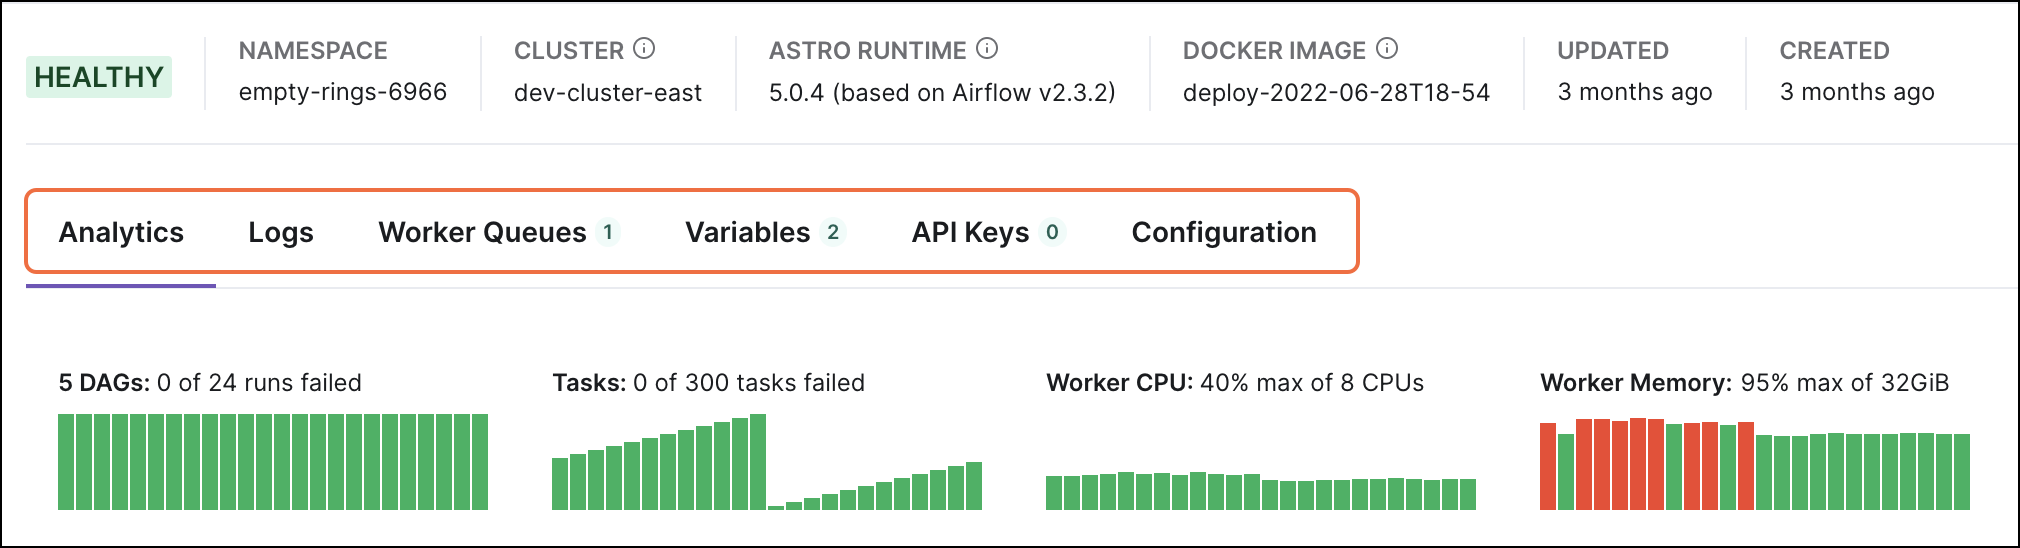 HEALTHY
NAMESPACE
empty-rings-6966
CLUSTER
dev-cluster-east
ASTRO RUNTIME
5.0.4 (based on Airflow v2.3.2)
DOCKER IMAGE
deploy-2022-06-28T18-54
UPDATED
3 months ago
CREATED
3 months ago
Analytics
Logs
Worker Queues 1
Variables 2
API Keys 0
Configuration
5 DAGs: 0 of 24 runs failed
Tasks: 0 of 300 tasks failed
Worker CPU: 40% max of 8 CPUs
Worker Memory: 95% max of 32GiB